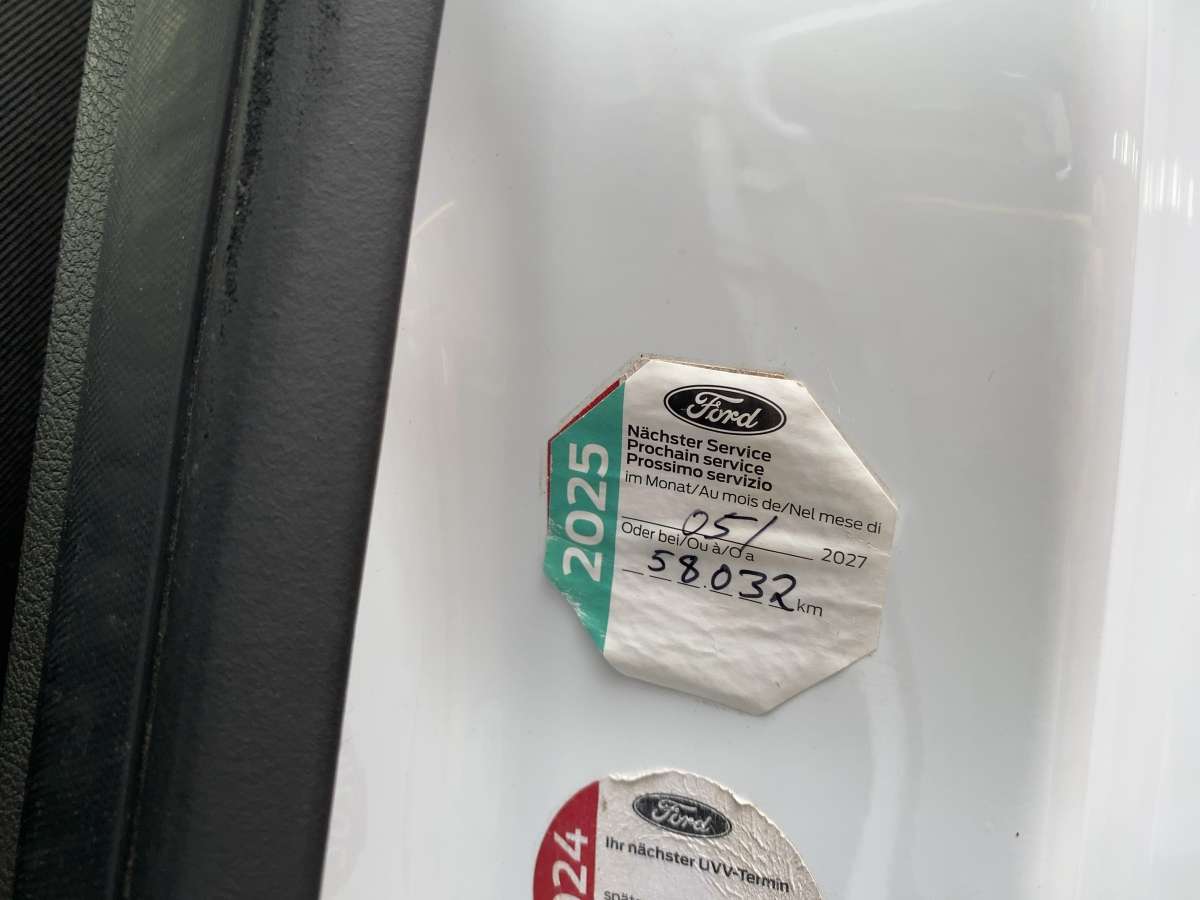 Ford
2025
Nächster Service
Prochain service
Prossimo servizio
im Monat/Au mois de/Nel mese di
05/ 2027
Oder bei/Ou à/O a
58.032 km
Ford
Ihr nächster UVV-Termin